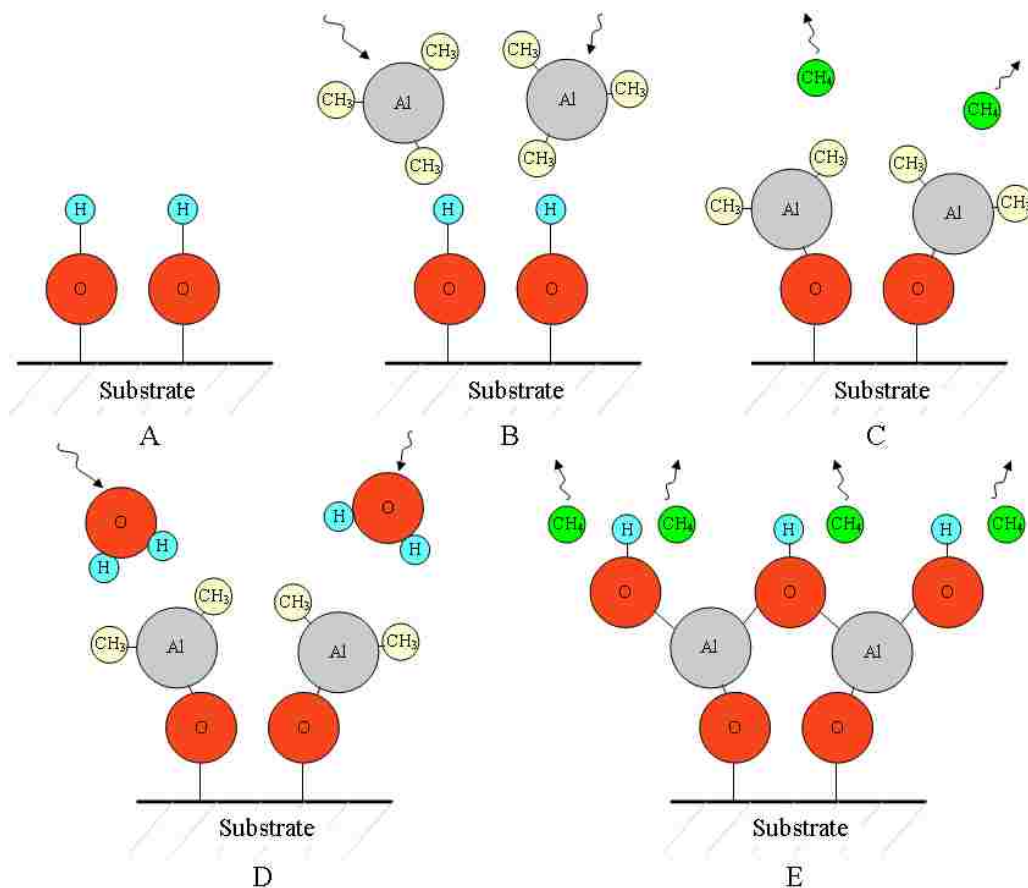 H H
O O
Substrate
A
CH₃ CH₃
CH₃ Al Al CH₃
CH₃ CH₃
H H
O O
Substrate
B
CH₄
CH₄
CH₃ CH₃
CH₃ Al Al CH₃
O O
Substrate
C
O O
H H H H
CH₃ CH₃
CH₃ Al Al CH₃
O O
Substrate
D
CH₄ H CH₄ H CH₄ H CH₄
O O O
Al Al
O O
Substrate
E